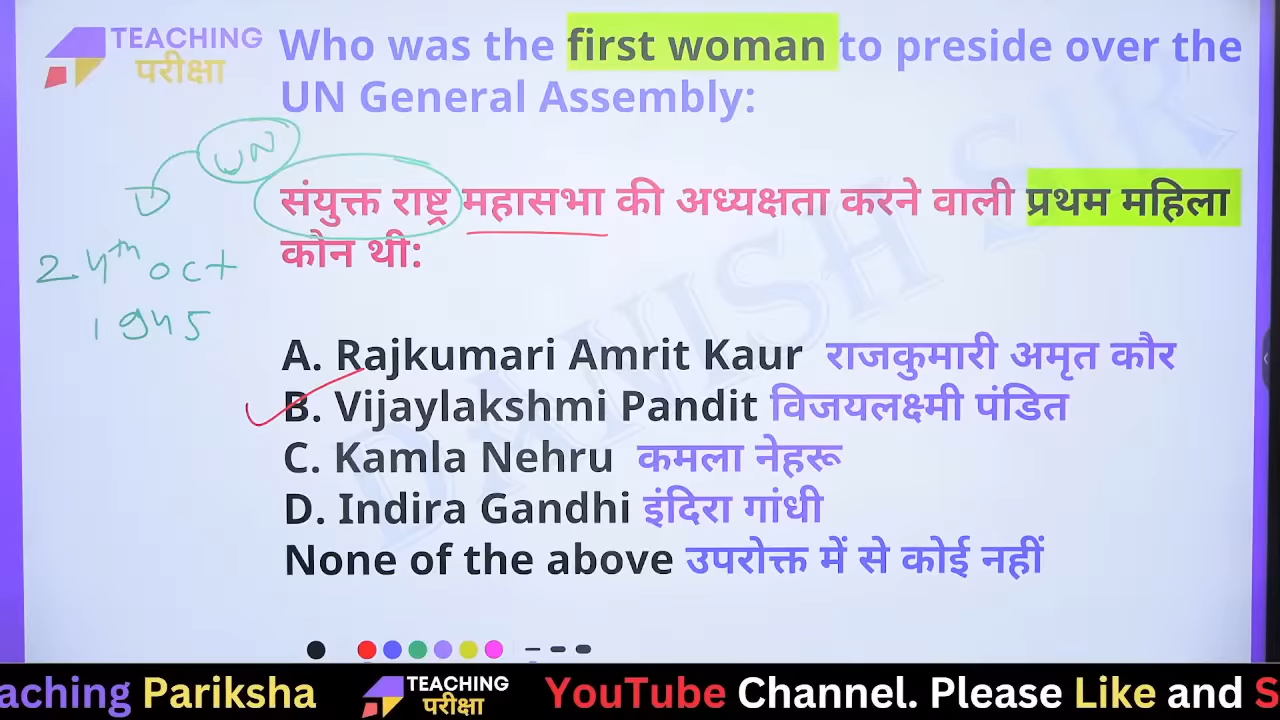 TEACHING
परीक्षा
Who was the first woman to preside over the
UN General Assembly:
UN
संयुक्त राष्ट्र महासभा की अध्यक्षता करने वाली प्रथम महिला
कोन थी:
24th oct
1945
A. Rajkumari Amrit Kaur राजकुमारी अमृत कौर
B. Vijaylakshmi Pandit विजयलक्ष्मी पंडित
C. Kamla Nehru कमला नेहरू
D. Indira Gandhi इंदिरा गांधी
None of the above उपरोक्त में से कोई नहीं
DANISH SIR
aching Pariksha TEACHING परीक्षा YouTube Channel. Please Like and S